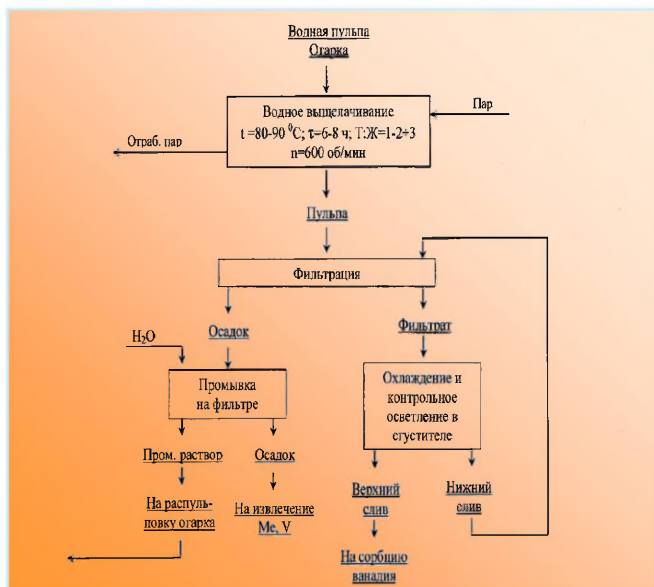 Водная пульпа
Огарка
Водное выщелачивание
Пар
t =80-90 ⁰С; τ=6-8 ч; Т:Ж=1-2÷3
Отраб. пар
n=600 об/мин
Пульпа
Фильтрация
Осадок
Фильтрат
H₂O
Промывка
на фильтре
Охлаждение и
контрольное
осветление в
сгустителе
Пром. раствор
Осадок
Верхний
слив
Нижний
слив
На распуль-
повку огарка
На извлечение
Me, V
На сорбцию
ванадия